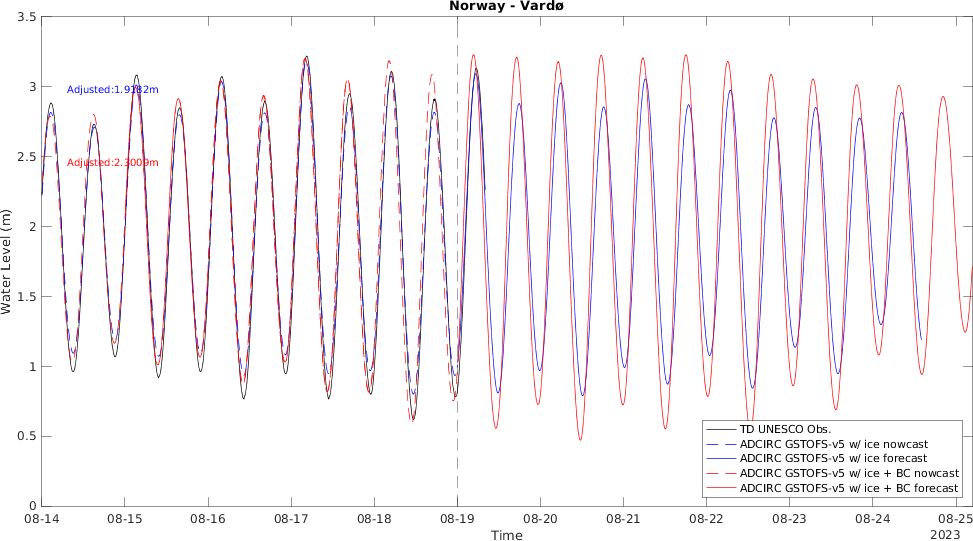 Norway - Vardø
3.5
3
2.5
2
1.5
1
0.5
0
Water Level (m)
Adjusted:1.9182m
Adjusted:2.3009m
TD UNESCO Obs.
ADCIRC GSTOFS-v5 w/ ice nowcast
ADCIRC GSTOFS-v5 w/ ice forecast
ADCIRC GSTOFS-v5 w/ ice + BC nowcast
ADCIRC GSTOFS-v5 w/ ice + BC forecast
08-14 08-15 08-16 08-17 08-18 08-19 08-20 08-21 08-22 08-23 08-24 08-25
Time
2023